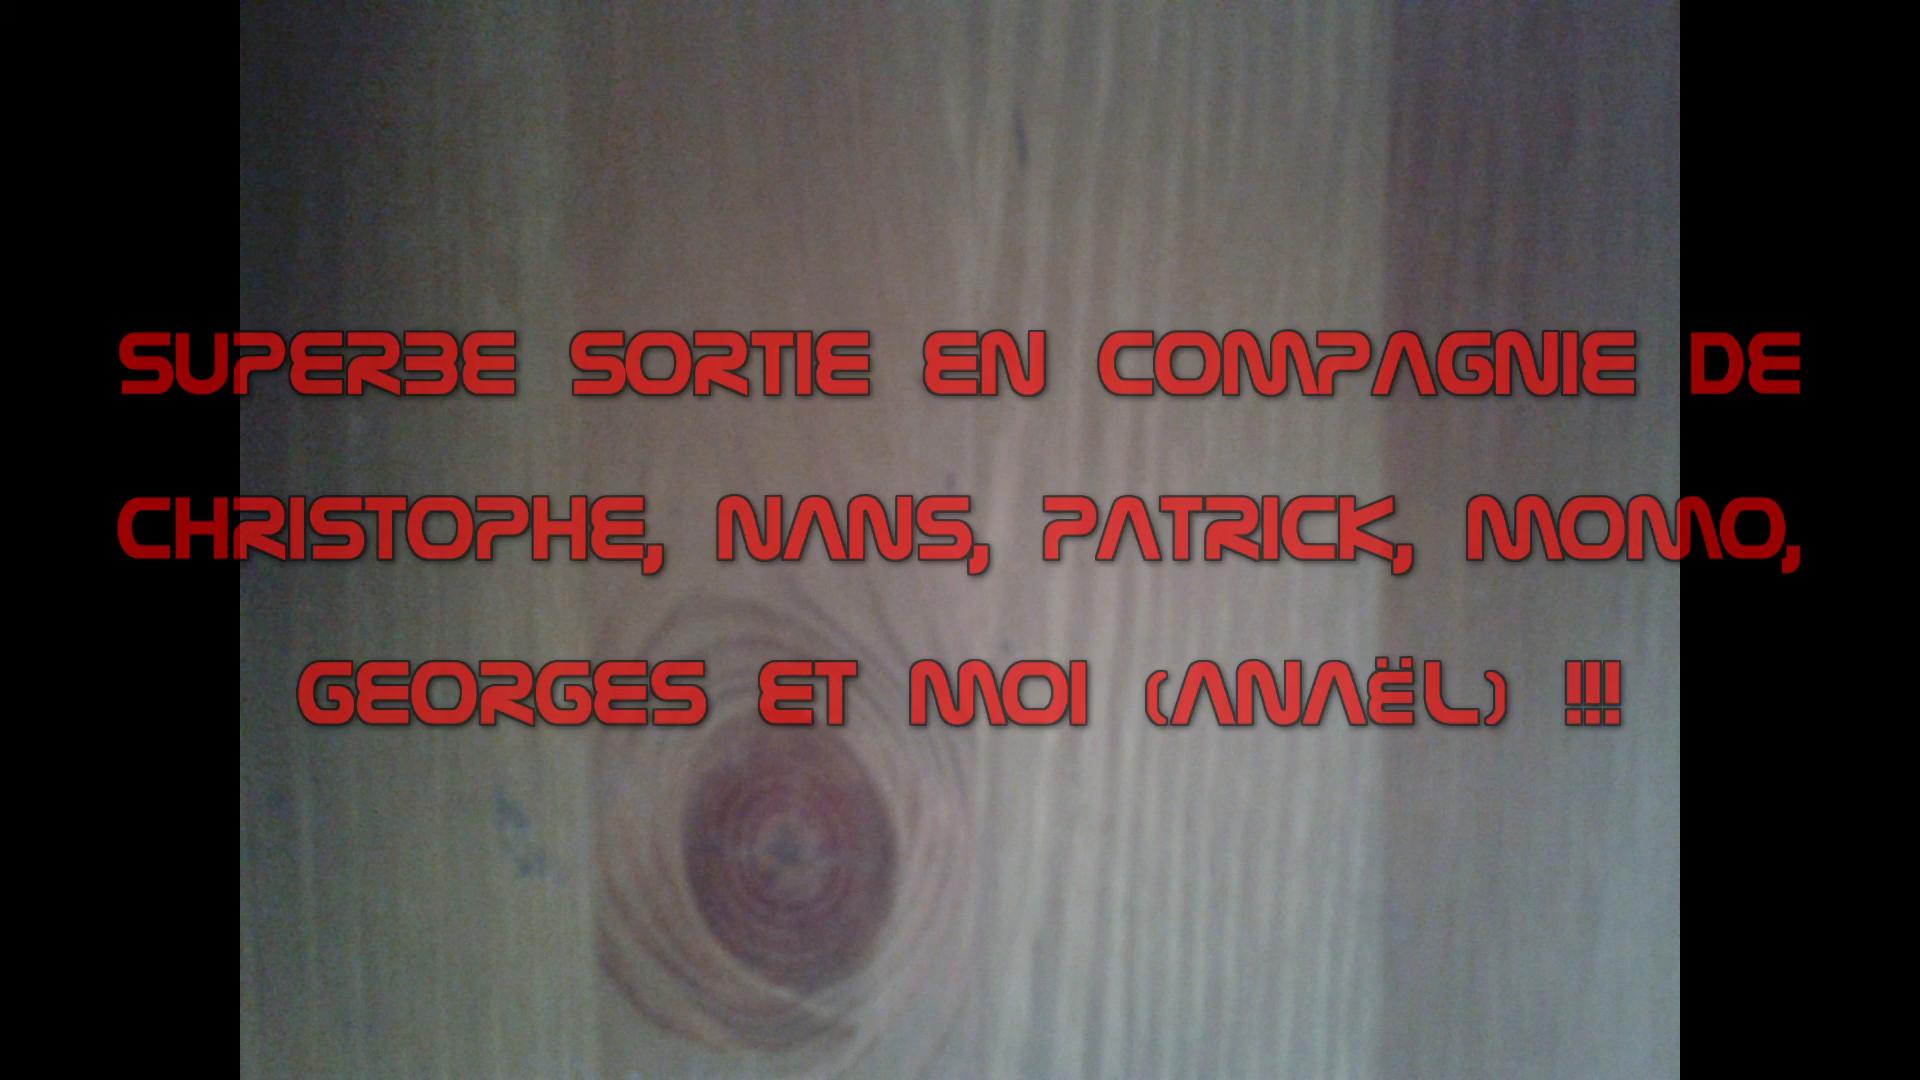 SUPERBE SORTIE EN COMPAGNIE DE
CHRISTOPHE, NANS, PATRICK, MOMO,
GEORGES ET MOI (ANAËL) !!!